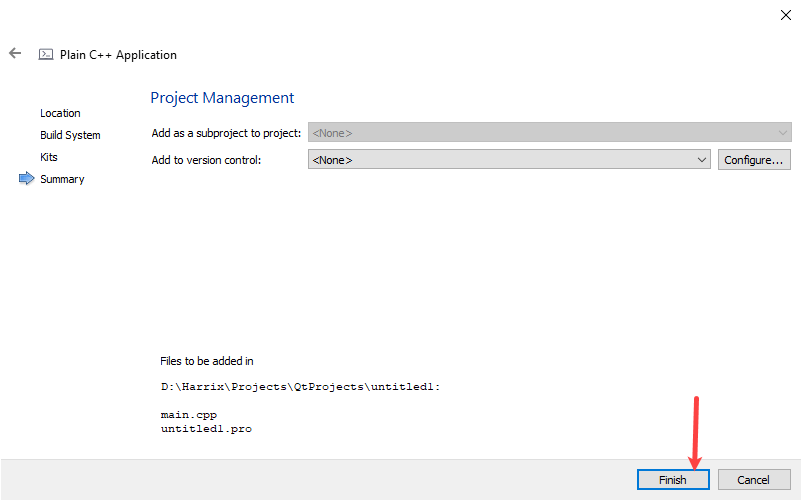 Plain C++ Application
Location
Build System
Kits
Summary
Project Management
Add as a subproject to project: <None>
Add to version control: <None> Configure...
Files to be added in
D:\Harrix\Projects\QtProjects\untitled1:
main.cpp
untitled1.pro
Finish Cancel